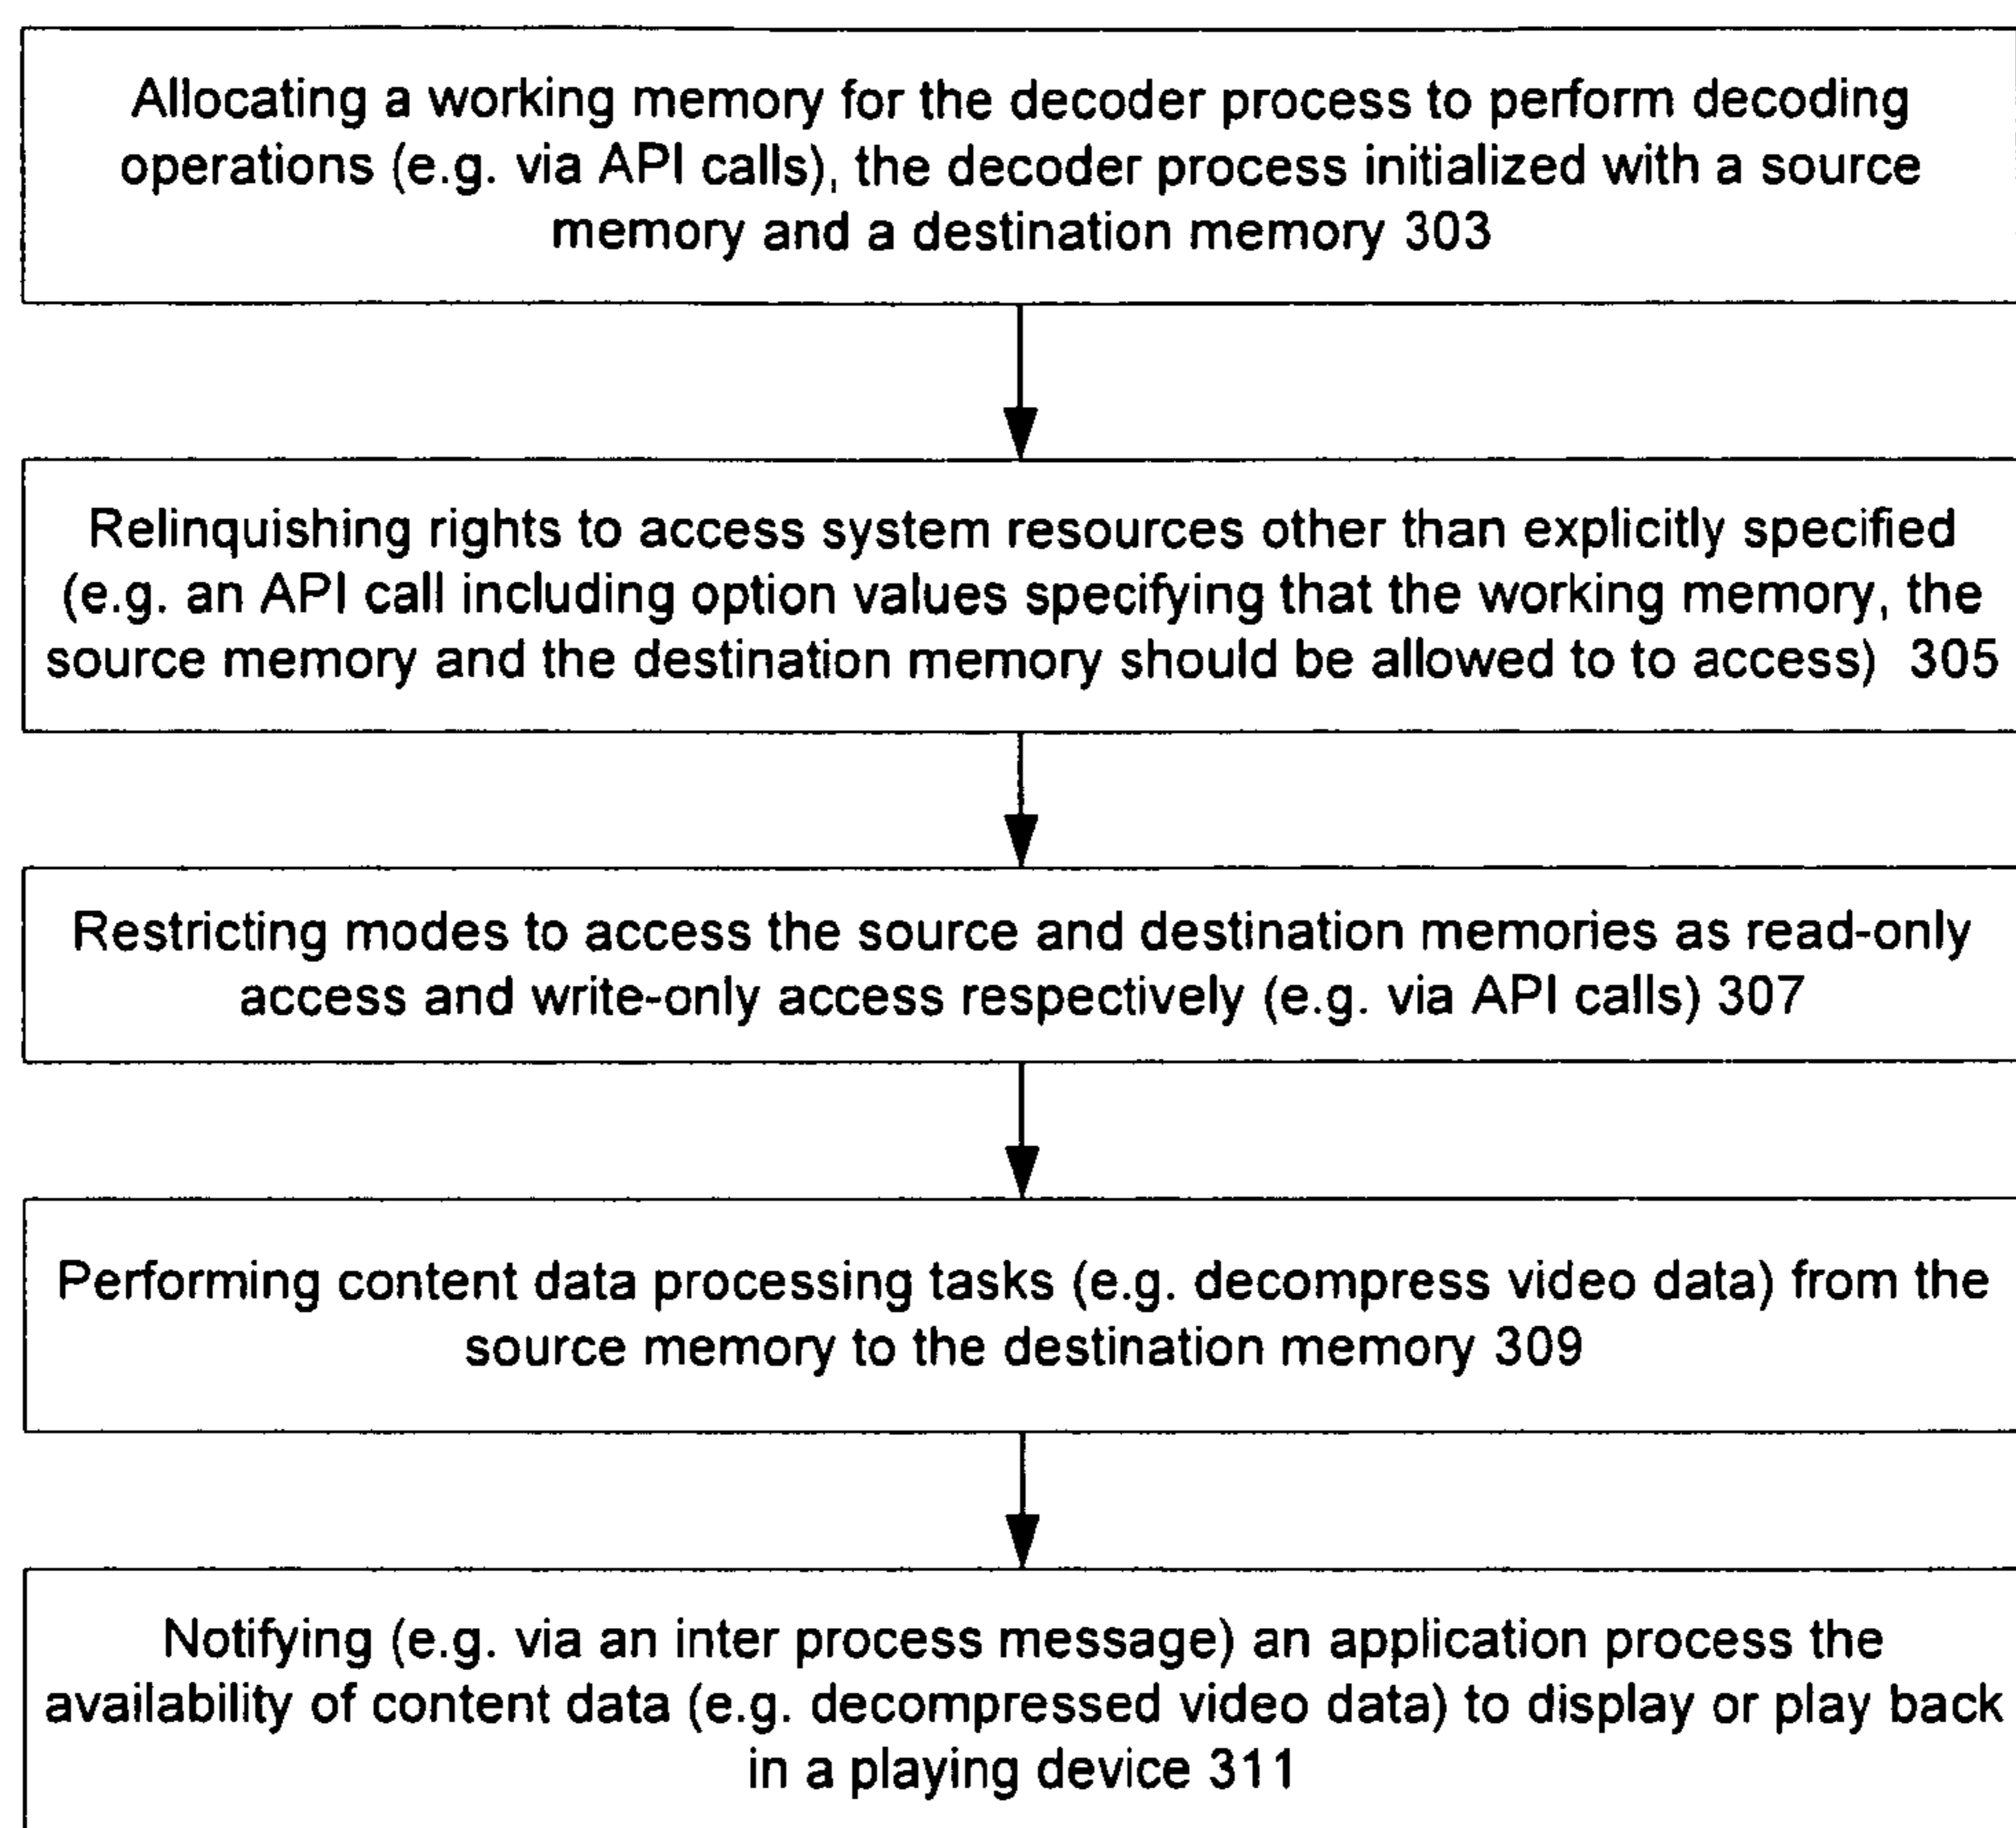 Allocating a working memory for the decoder process to perform decoding
operations (e.g. via API calls), the decoder process initialized with a source
memory and a destination memory 303
Relinquishing rights to access system resources other than explicitly specified
(e.g. an API call including option values specifying that the working memory, the
source memory and the destination memory should be allowed to to access) 305
Restricting modes to access the source and destination memories as read-only
access and write-only access respectively (e.g. via API calls) 307
Performing content data processing tasks (e.g. decompress video data) from the
source memory to the destination memory 309
Notifying (e.g. via an inter process message) an application process the
availability of content data (e.g. decompressed video data) to display or play back
in a playing device 311